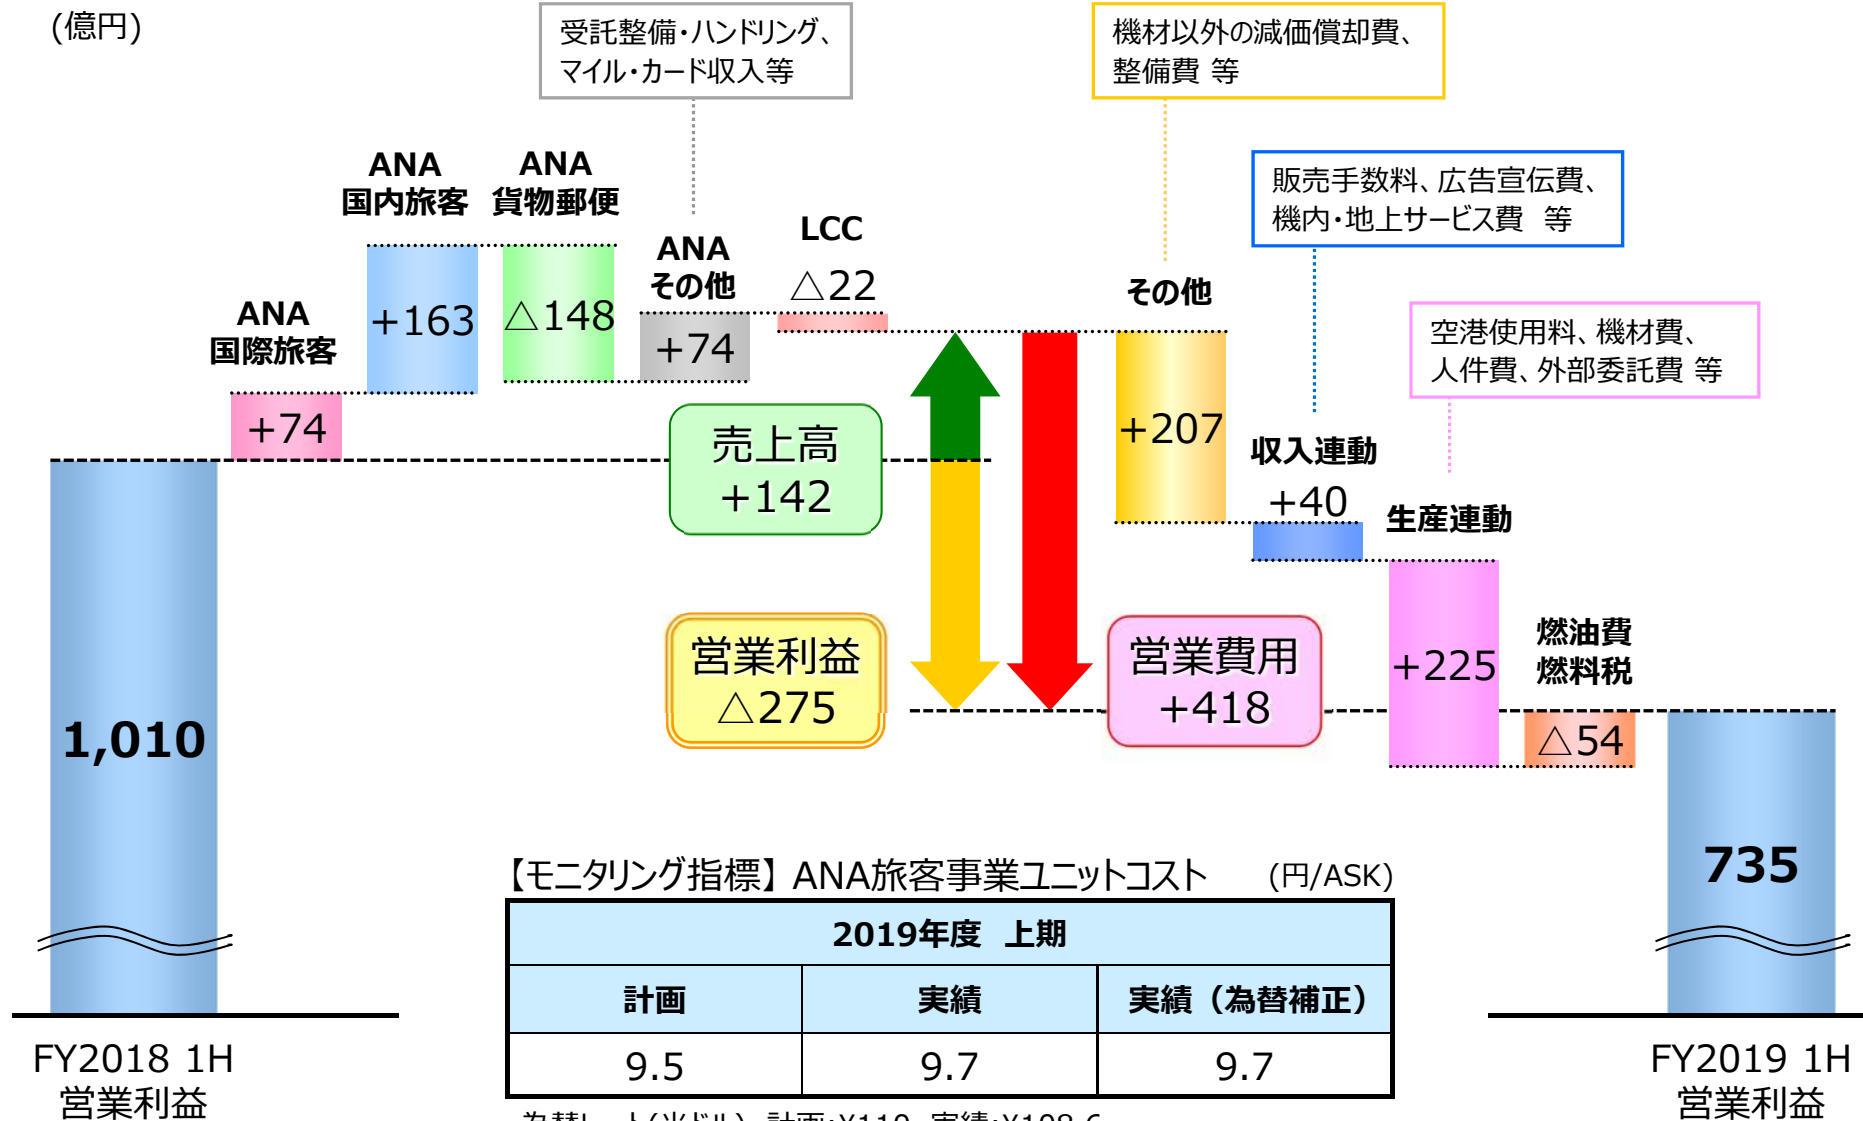 (億円)
受託整備・ハンドリング、
マイル・カード収入等
機材以外の減価償却費、
整備費 等
販売手数料、広告宣伝費、
機内・地上サービス費 等
空港使用料、機材費、
人件費、外部委託費 等
ANA
国際旅客
+74
ANA
国内旅客
+163
ANA
貨物郵便
△148
ANA
その他
+74
LCC
△22
その他
+207
収入連動
+40
生産連動
+225
燃油費
燃料税
△54
売上高
+142
営業利益
△275
営業費用
+418
1,010
735
【モニタリング指標】 ANA旅客事業ユニットコスト (円/ASK)
2019年度 上期
計画 実績 実績（為替補正）
9.5 9.7 9.7
FY2018 1H
営業利益
FY2019 1H
営業利益